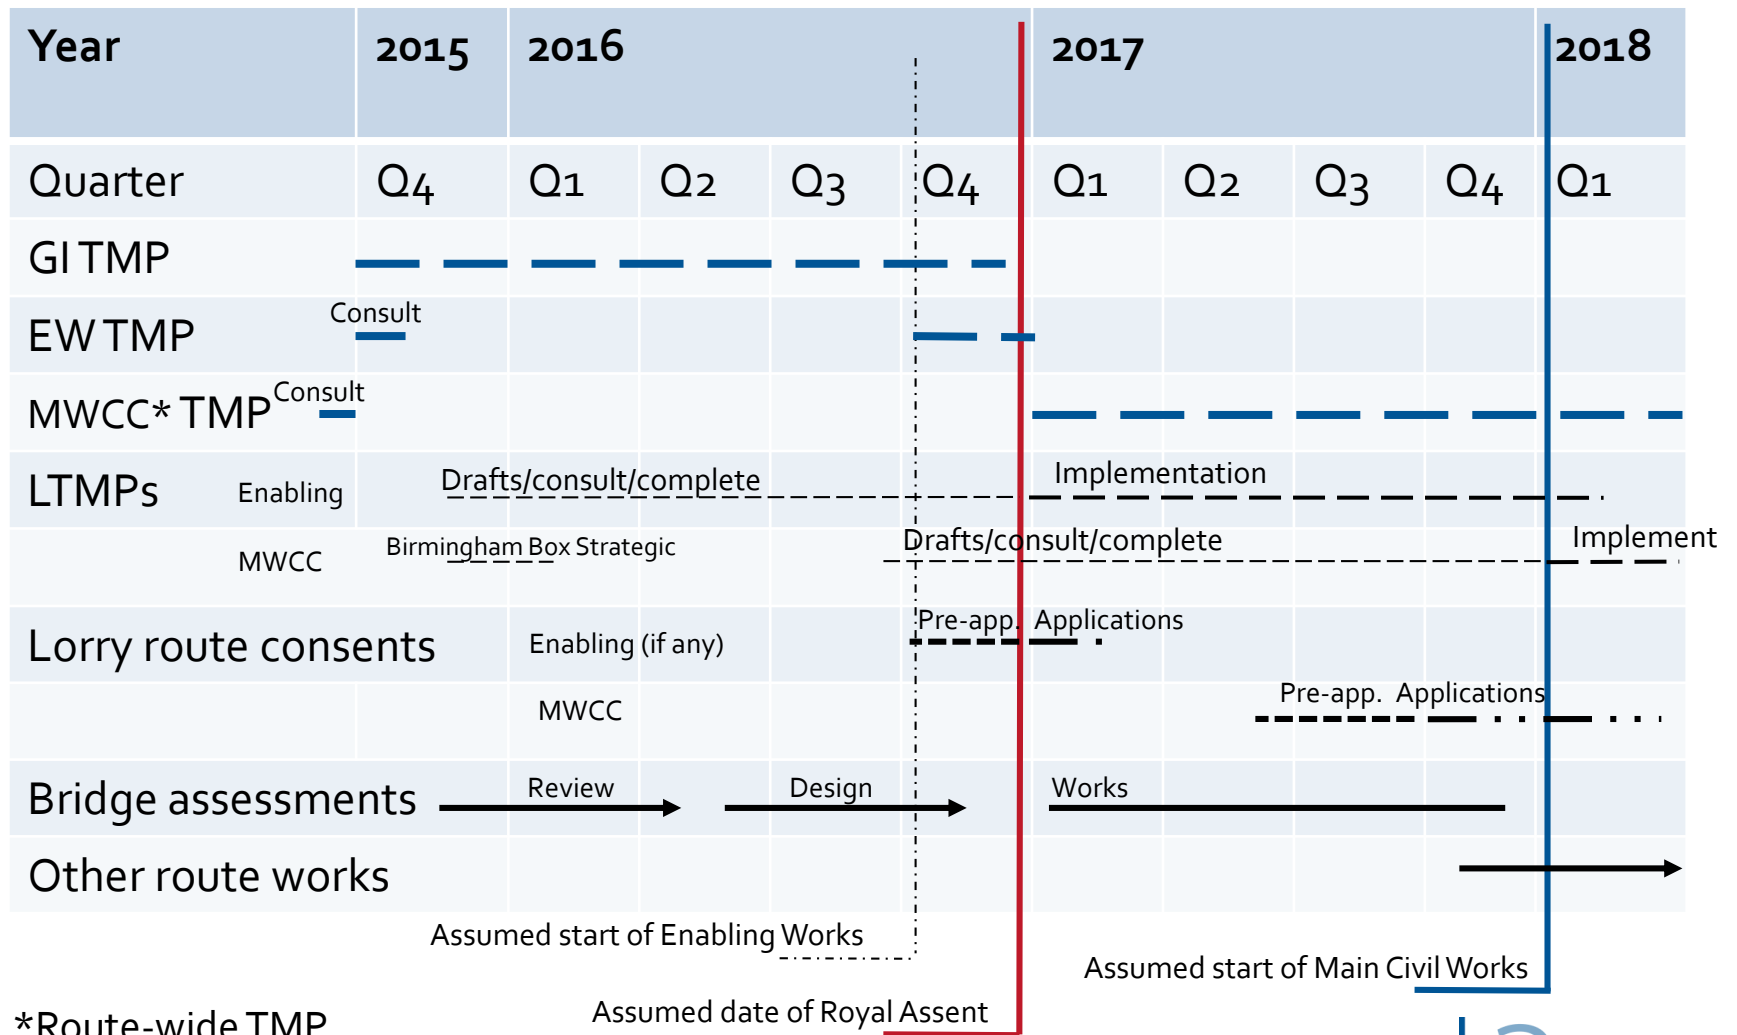 Year 2015 2016 2017 2018
Quarter Q4 Q1 Q2 Q3 Q4 Q1 Q2 Q3 Q4 Q1
GI TMP
Consult
EW TMP
Consult
MWCC* TMP
LTMPs Enabling Drafts/consult/complete Implementation
MWCC Birmingham Box Strategic Drafts/consult/complete Implement
Lorry route consents Enabling (if any) Pre-app. Applications
MWCC Pre-app. Applications
Bridge assessments Review Design Works
Other route works
Assumed start of Enabling Works
Assumed start of Main Civil Works
Assumed date of Royal Assent
*Route-wide TMP